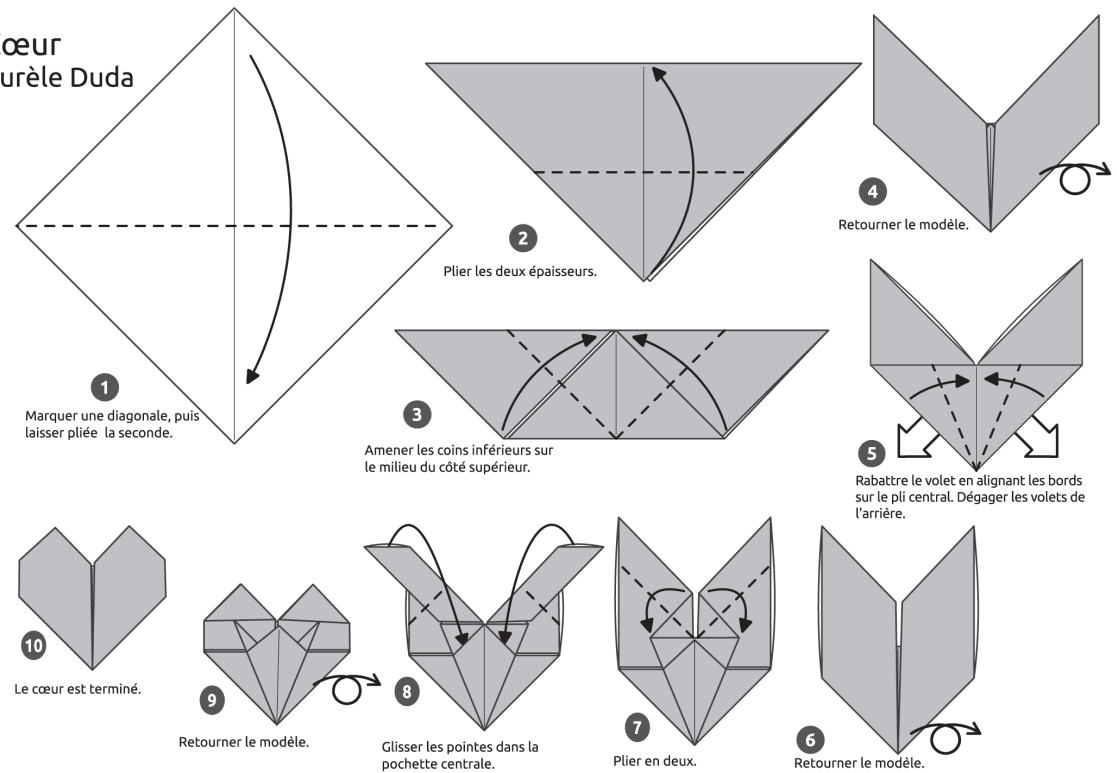 urèle Duda
1
Marquer une diagonale, puis
laisser pliée la seconde.
2
Plier les deux épaisseurs.
3
Amener les coins inférieurs sur
le milieu du côté supérieur.
4
Retourner le modèle.
5
Rabattre le volet en alignant les bords
sur le pli central. Dégager les volets de
l'arrière.
6
Retourner le modèle.
7
Plier en deux.
8
Glisser les pointes dans la
pochette centrale.
9
Retourner le modèle.
10
Le cœur est terminé.